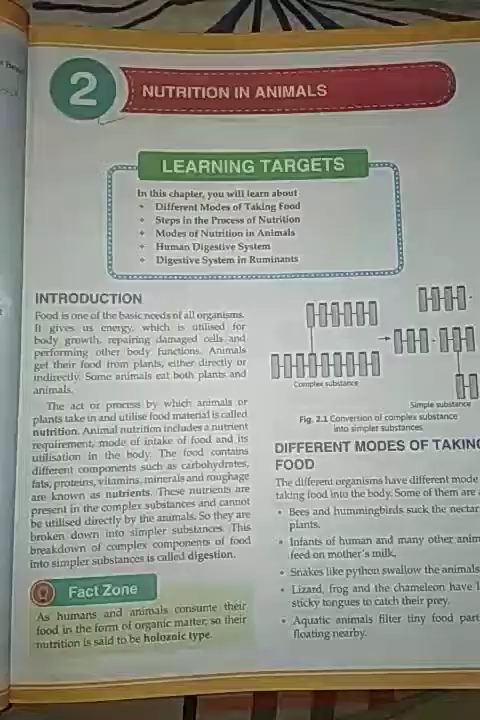 2
NUTRITION IN ANIMALS
LEARNING TARGETS
In this chapter, you will learn about
Different Modes of Taking Food
Steps in the Process of Nutrition
Modes of Nutrition in Animals
Human Digestive System
Digestive System in Ruminants
INTRODUCTION
Food is one of the basic needs of all organisms.
It gives us energy, which is utilised for
body growth, repairing damaged cells and
performing other body functions. Animals
get their food from plants, either directly or
indirectly. Some animals eat both plants and
animals.
The act or process by which animals or
plants take in and utilise food material is called
nutrition. Animal nutrition includes a nutrient
requirement, mode of intake of food and its
utilisation in the body. The food contains
different components such as carbohydrates,
fats, proteins, vitamins, minerals and roughage
are known as nutrients. These nutrients are
present in the complex substances and cannot
be utilised directly by the animals. So they are
broken down into simpler substances. This
breakdown of complex components of food
into simpler substances is called digestion.
Fact Zone
As humans and animals consume their
food in the form of organic matter, so their
nutrition is said to be holozoic type.
Complex substance
Simple substance
Fig. 2.1 Convertion of complex substance
into simpler substances
DIFFERENT MODES OF TAKING
FOOD
The different organisms have different mode
taking food into the body. Some of them are
• Bees and hummingbirds suck the nectar
plants.
• Infants of human and many other anim
feed on mother's milk.
• Snakes like python swallow the animals
• Lizard, frog and the chameleon have l
sticky tongues to catch their prey.
• Aquatic animals filter tiny food part
floating nearby.